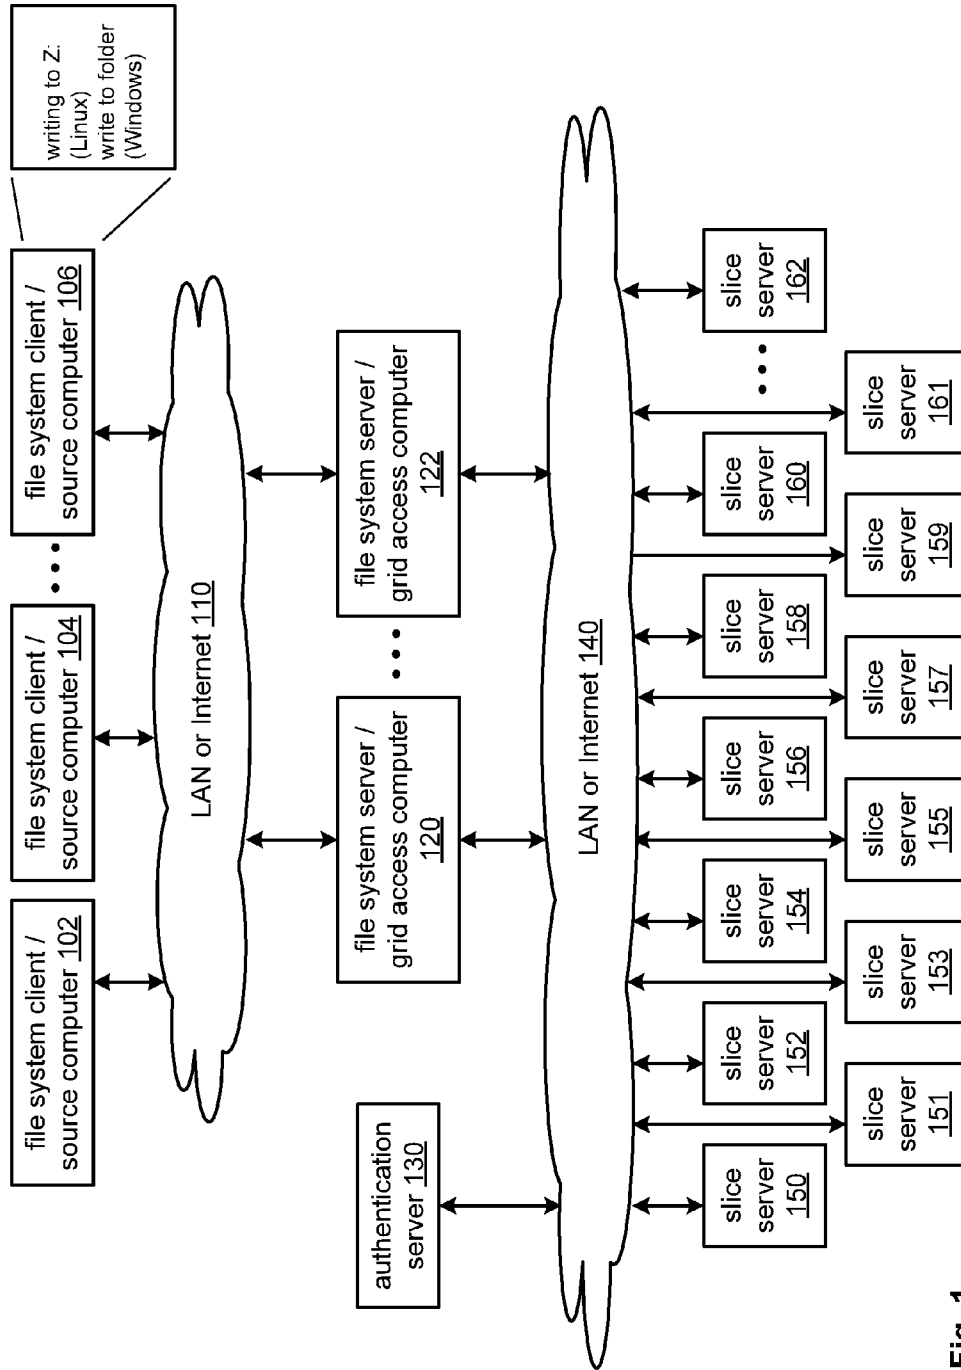 writing to Z:
(Linux)
write to folder
(Windows)
file system client /
source computer 102
file system client /
source computer 104
file system client /
source computer 106
LAN or Internet 110
file system server /
grid access computer
120
file system server /
grid access computer
122
authentication
server 130
LAN or Internet 140
slice
server
150
slice
server
152
slice
server
154
slice
server
156
slice
server
158
slice
server
160
slice
server
162
slice
server
151
slice
server
153
slice
server
155
slice
server
157
slice
server
159
slice
server
161
Fig. 1